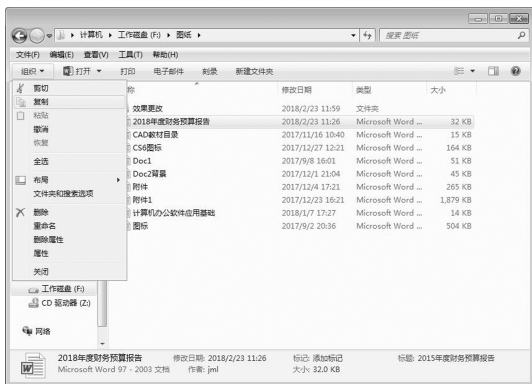 计算机 ▸ 工作磁盘 (F:) ▸ 图纸 ▸
搜索 图纸
文件(F) 编辑(E) 查看(V) 工具(T) 帮助(H)
组织 ▾ 打开 ▾ 打印 电子邮件 刻录 新建文件夹
剪切
复制
粘贴
撤消
恢复
全选
布局
文件夹和搜索选项
删除
重命名
删除属性
属性
关闭
称 修改日期 类型 大小
效果更改 2018/2/23 11:59 文件夹
2018年度财务预算报告 2018/2/23 11:26 Microsoft Word ... 32 KB
CAD教材目录 2017/11/16 10:40 Microsoft Word ... 15 KB
CS6图标 2017/12/27 12:21 Microsoft Word ... 164 KB
Doc1 2017/9/8 16:01 Microsoft Word ... 51 KB
Doc2背景 2017/12/1 21:04 Microsoft Word ... 45 KB
附件 2017/12/4 17:21 Microsoft Word ... 265 KB
附件1 2017/12/23 16:21 Microsoft Word ... 1,879 KB
计算机办公软件应用基础 2018/1/7 17:27 Microsoft Word ... 14 KB
图标 2017/9/2 20:36 Microsoft Word ... 504 KB
工作磁盘 (F:)
CD 驱动器 (Z:)
网络
2018年度财务预算报告 修改日期: 2018/2/23 11:26 标记: 添加标记 标题: 2015年度财务预算报告
Microsoft Word 97 - 2003 文档 作者: jml 大小: 32.0 KB